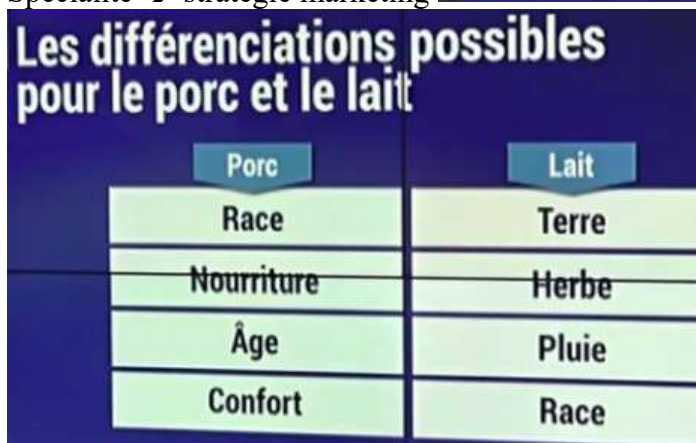 Spécialité -2- stratégie marketing
Les différenciations possibles
pour le porc et le lait
Porc Lait
Race Terre
Nourriture Herbe
Âge Pluie
Confort Race